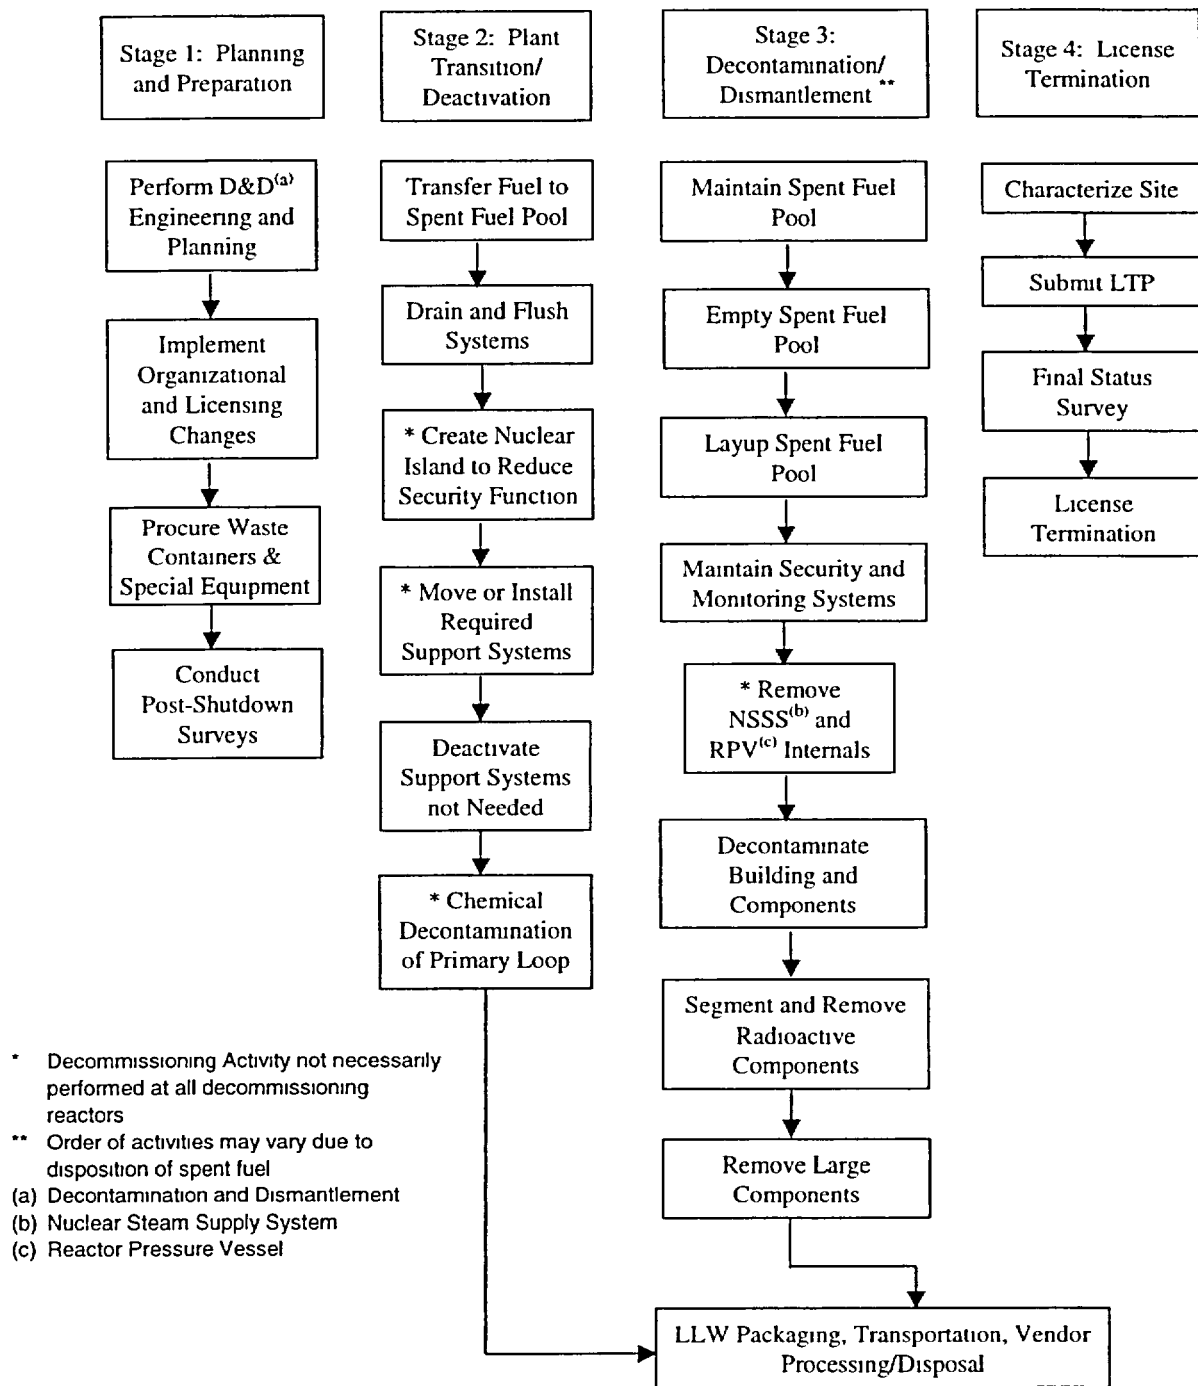 Stage 1: Planning
and Preparation
Perform D&D(a)
Engineering and
Planning
Implement
Organizational
and Licensing
Changes
Procure Waste
Containers &
Special Equipment
Conduct
Post-Shutdown
Surveys
Stage 2: Plant
Transition/
Deactivation
Transfer Fuel to
Spent Fuel Pool
Drain and Flush
Systems
* Create Nuclear
Island to Reduce
Security Function
* Move or Install
Required
Support Systems
Deactivate
Support Systems
not Needed
* Chemical
Decontamination
of Primary Loop
Stage 3:
Decontamination/
Dismantlement **
Maintain Spent Fuel
Pool
Empty Spent Fuel
Pool
Layup Spent Fuel
Pool
Maintain Security and
Monitoring Systems
* Remove
NSSS(b) and
RPV(c) Internals
Decontaminate
Building and
Components
Segment and Remove
Radioactive
Components
Remove Large
Components
LLW Packaging, Transportation, Vendor
Processing/Disposal
Stage 4: License
Termination
Characterize Site
Submit LTP
Final Status
Survey
License
Termination
* Decommissioning Activity not necessarily
performed at all decommissioning
reactors
** Order of activities may vary due to
disposition of spent fuel
(a) Decontamination and Dismantlement
(b) Nuclear Steam Supply System
(c) Reactor Pressure Vessel